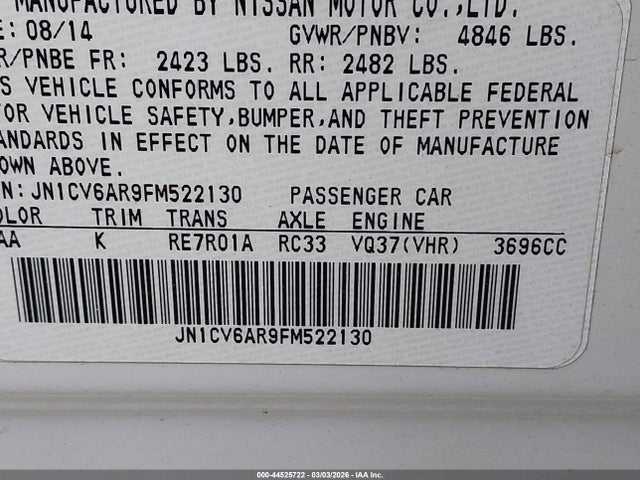 MANUFACTURED BY NISSAN MOTOR CO.,LTD.
E: 08/14 GVWR/PNBV: 4846 LBS.
R/PNBE FR: 2423 LBS. RR: 2482 LBS.
S VEHICLE CONFORMS TO ALL APPLICABLE FEDERAL
OR VEHICLE SAFETY,BUMPER,AND THEFT PREVENTION
ANDARDS IN EFFECT ON THE DATE OF MANUFACTURE
OWN ABOVE.
N: JN1CV6AR9FM522130 PASSENGER CAR
OLOR TRIM TRANS AXLE ENGINE
AA K RE7R01A RC33 VQ37(VHR) 3696CC
JN1CV6AR9FM522130
000-44525722 - 03/03/2026 - IAA Inc.